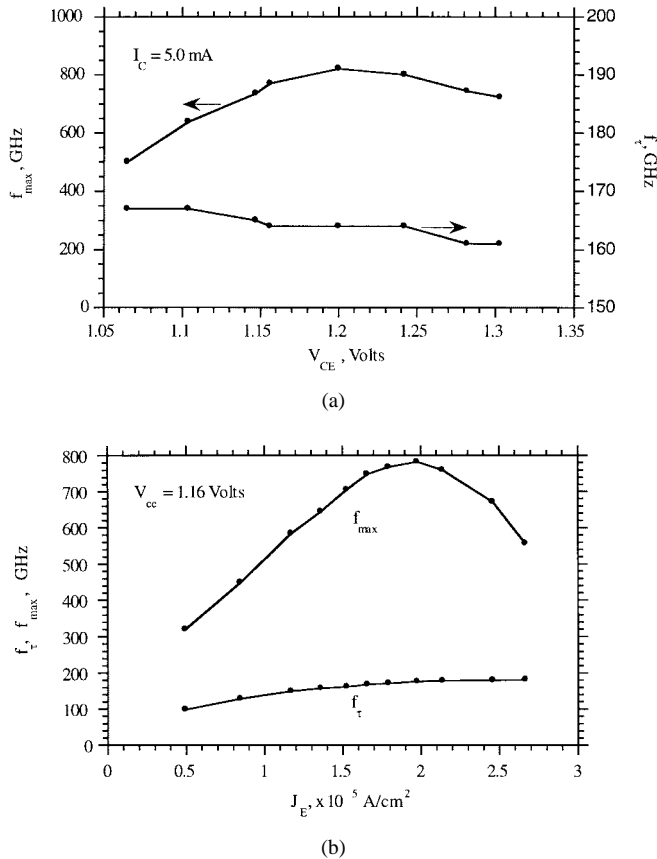 1000
800
600
400
200
0
f_max, GHz
I_C = 5.0 mA
200
190
180
170
160
150
f_τ, GHz
1.05 1.1 1.15 1.2 1.25 1.3 1.35
V_CE, Volts
(a)
800
700
600
500
400
300
200
100
0
f_τ, f_max, GHz
V_cc = 1.16 Volts
f_max
f_τ
0 0.5 1 1.5 2 2.5 3
J_E, x10^5 A/cm^2
(b)